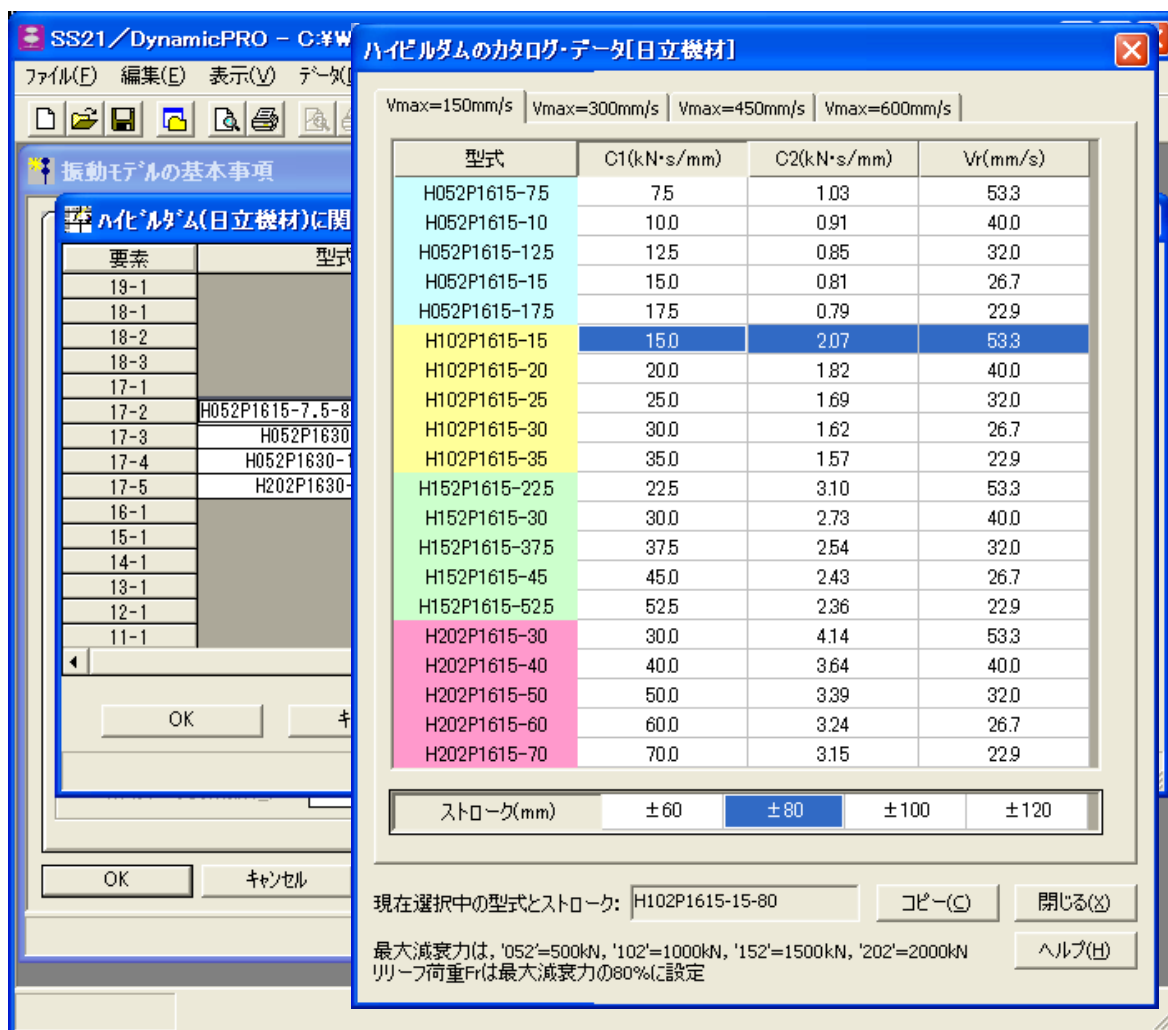 SS21／DynamicPRO - C:¥W
ファイル(F) 編集(E) 表示(V) データ(D
振動モデルの基本事項
ハイビルダム(日立機材)に関
要素 型式
19-1
18-1
18-2
18-3
17-1
17-2 H052P1615-7.5-8
17-3 H052P1630
17-4 H052P1630-1
17-5 H202P1630-
16-1
15-1
14-1
13-1
12-1
11-1
OK キ
OK キャンセル
ハイビルダムのカタログ・データ[日立機材]
Vmax=150mm/s Vmax=300mm/s Vmax=450mm/s Vmax=600mm/s
型式 C1(kN・s/mm) C2(kN・s/mm) Vr(mm/s)
H052P1615-7.5 7.5 1.03 53.3
H052P1615-10 10.0 0.91 40.0
H052P1615-12.5 12.5 0.85 32.0
H052P1615-15 15.0 0.81 26.7
H052P1615-17.5 17.5 0.79 22.9
H102P1615-15 15.0 2.07 53.3
H102P1615-20 20.0 1.82 40.0
H102P1615-25 25.0 1.69 32.0
H102P1615-30 30.0 1.62 26.7
H102P1615-35 35.0 1.57 22.9
H152P1615-22.5 22.5 3.10 53.3
H152P1615-30 30.0 2.73 40.0
H152P1615-37.5 37.5 2.54 32.0
H152P1615-45 45.0 2.43 26.7
H152P1615-52.5 52.5 2.36 22.9
H202P1615-30 30.0 4.14 53.3
H202P1615-40 40.0 3.64 40.0
H202P1615-50 50.0 3.39 32.0
H202P1615-60 60.0 3.24 26.7
H202P1615-70 70.0 3.15 22.9
ストローク(mm) ±60 ±80 ±100 ±120
現在選択中の型式とストローク: H102P1615-15-80 コピー(C) 閉じる(X)
最大減衰力は, '052'=500kN, '102'=1000kN, '152'=1500kN, '202'=2000kN ヘルプ(H)
リリーフ荷重Frは最大減衰力の80%に設定